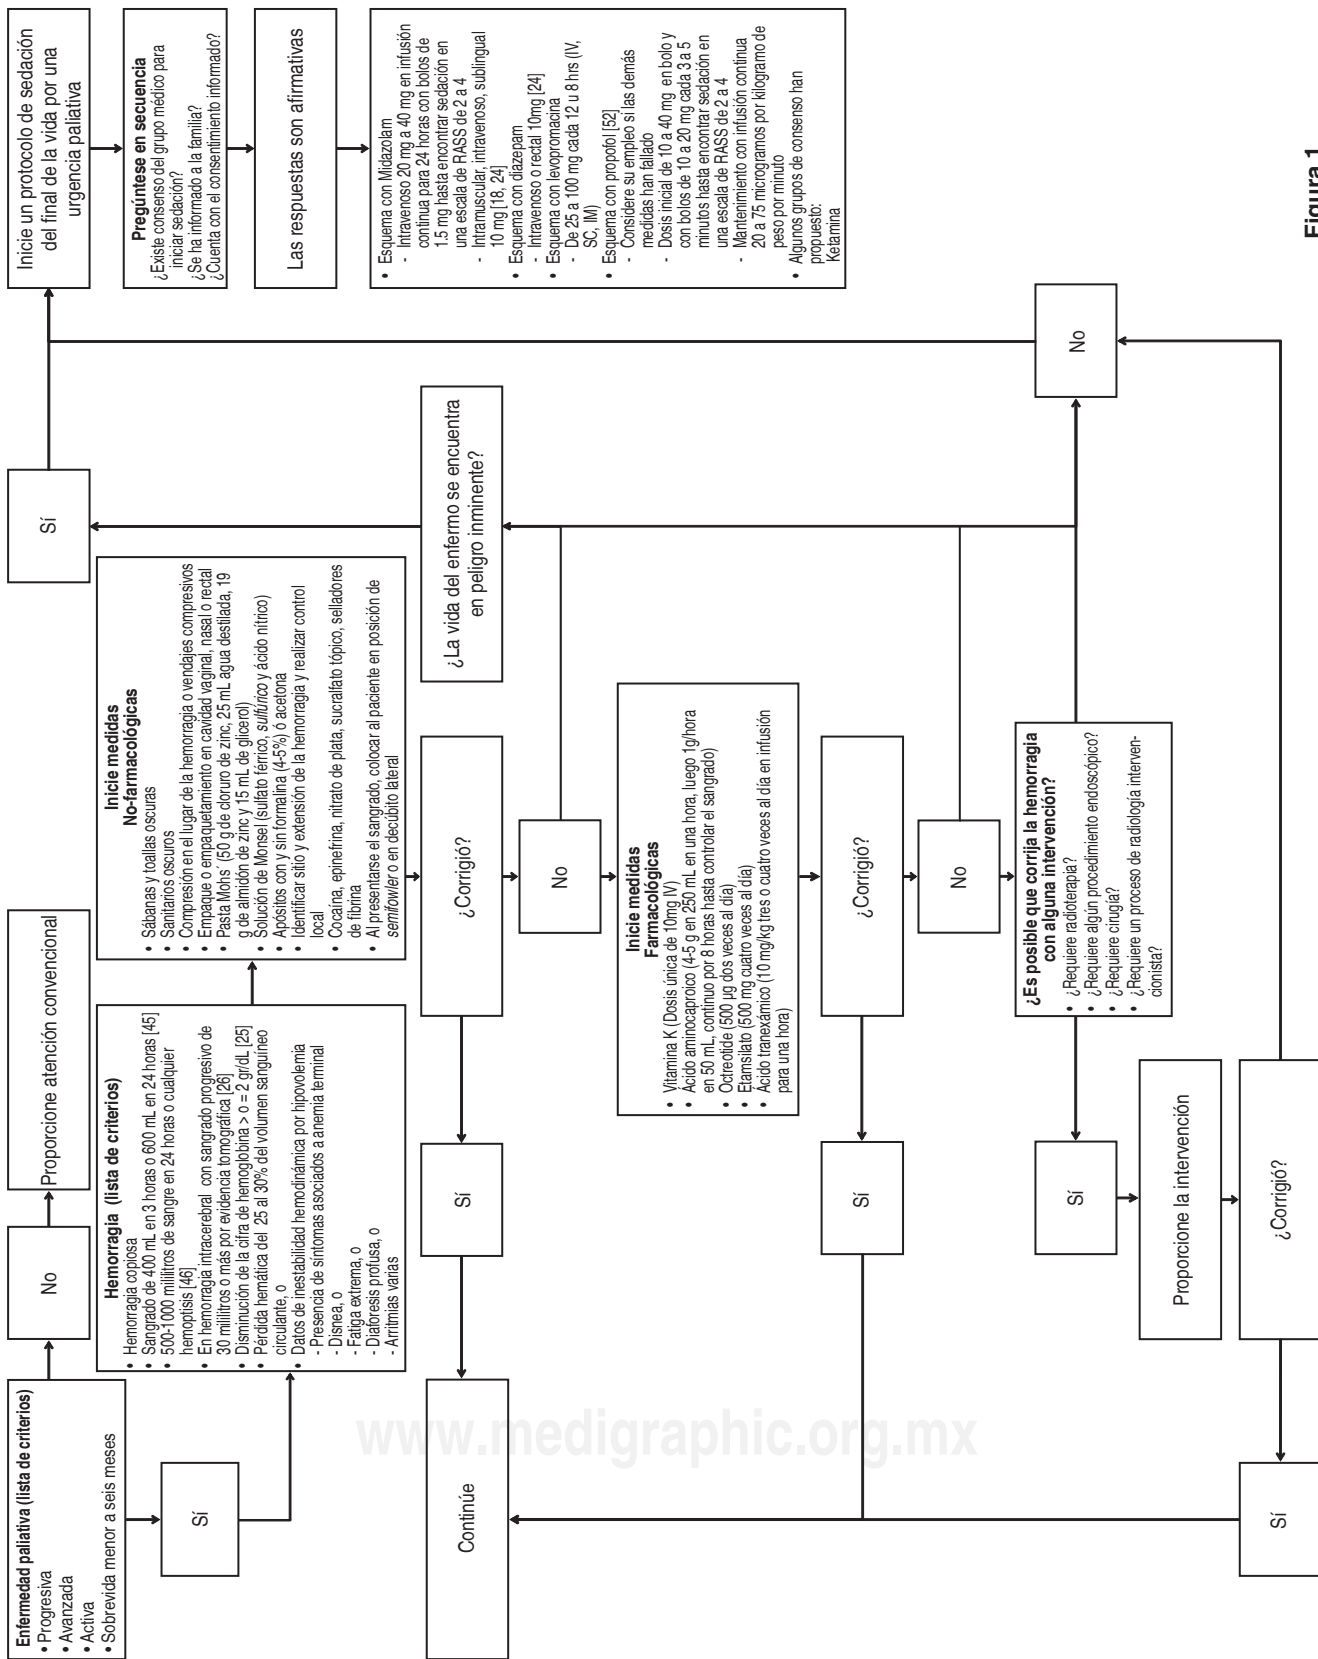 Enfermedad paliativa (lista de criterios)
• Progresiva
• Avanzada
• Activa
• Sobrevida menor a seis meses
No
Proporcione atención convencional
Sí
Hemorragia (lista de criterios)
• Hemorragia copiosa
• Sangrado de 400 mL en 3 horas o 600 mL en 24 horas [45]
• 500-1000 mililitros de sangre en 24 horas o cualquier
hemoptisis [46]
• En hemorragia intracerebral con sangrado progresivo de
30 mililitros o más por evidencia tomográfica [26]
• Disminución de la cifra de hemoglobina > o = 2 gr/dL [25]
• Pérdida hemática del 25 al 30% del volumen sanguíneo
circulante, o
• Datos de inestabilidad hemodinámica por hipovolemia
- Presencia de síntomas asociados a anemia terminal
- Disnea, o
- Fatiga extrema, o
- Diaforesis profusa, o
- Arritmias varias
Inicie medidas
No-farmacológicas
• Sábanas y toallas oscuras
• Sanitarios oscuros
• Compresión en el lugar de la hemorragia o vendajes compresivos
• Empaque o empaquetamiento en cavidad vaginal, nasal o rectal
• Pasta Mohs´ (50 g de cloruro de zinc, 25 mL agua destilada, 19
g de almidón de zinc y 15 mL de glicerol)
• Solución de Monsel (sulfato férrico, sulfúrico y ácido nítrico)
• Apósitos con y sin formalina (4-5%) ó acetona
• Identificar sitio y extensión de la hemorragia y realizar control
local
• Cocaína, epinefrina, nitrato de plata, sucralfato tópico, selladores
de fibrina
• Al presentarse el sangrado, colocar al paciente en posición de
semifowler o en decúbito lateral
¿Corrigió?
Sí
Continúe
No
¿La vida del enfermo se encuentra
en peligro inminente?
Sí
Inicie medidas
Farmacológicas
• Vitamina K (Dosis única de 10mg IV)
• Ácido aminocaproico (4-5 g en 250 mL en una hora, luego 1g/hora
en 50 mL, continuo por 8 horas hasta controlar el sangrado)
• Octreotide (500 µg dos veces al día)
• Etamsilato (500 mg cuatro veces al día)
• Ácido tranexámico (10 mg/kg tres o cuatro veces al día en infusión
para una hora)
¿Corrigió?
Sí
No
¿Es posible que corrija la hemorragia
con alguna intervención?
• ¿Requiere radioterapia?
• ¿Requiere algún procedimiento endoscópico?
• ¿Requiere cirugía?
• ¿Requiere un proceso de radiología interven-
cionista?
Sí
Proporcione la intervención
¿Corrigió?
Sí
No
Inicie un protocolo de sedación
del final de la vida por una
urgencia paliativa
Pregúntese en secuencia
¿Existe consenso del grupo médico para
iniciar sedación?
¿Se ha informado a la familia?
¿Cuenta con el consentimiento informado?
Las respuestas son afirmativas
• Esquema con Midazolam
- Intravenoso 20 mg a 40 mg en infusión
continua para 24 horas con bolos de
1.5 mg hasta encontrar sedación en
una escala de RASS de 2 a 4
- Intramuscular, intravenoso, sublingual
10 mg [18, 24]
• Esquema con diazepam
- Intravenoso o rectal 10mg [24]
• Esquema con levopromacina
- De 25 a 100 mg cada 12 u 8 hrs (IV,
SC, IM)
• Esquema con propofol [52]
- Considere su empleo si las demás
medidas han fallado
- Dosis inicial de 10 a 40 mg en bolo y
con bolos de 10 a 20 mg cada 3 a 5
minutos hasta encontrar sedación en
una escala de RASS de 2 a 4
- Mantenimiento con infusión continua
20 a 75 microgramos por kilogramo de
peso por minuto
• Algunos grupos de consenso han
propuesto:
Ketamina
Figura 1
www.medigraphic.org.mx